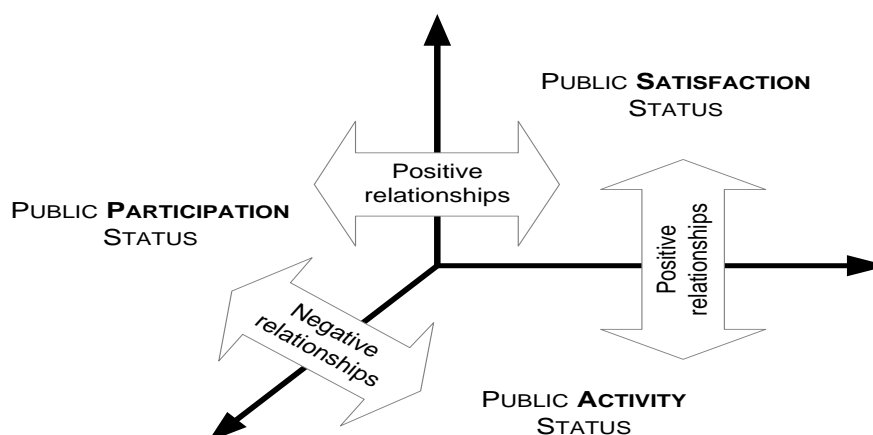 PUBLIC SATISFACTION
STATUS
Positive
relationships
PUBLIC PARTICIPATION
STATUS
Positive
relationships
Negative
relationships
PUBLIC ACTIVITY
STATUS